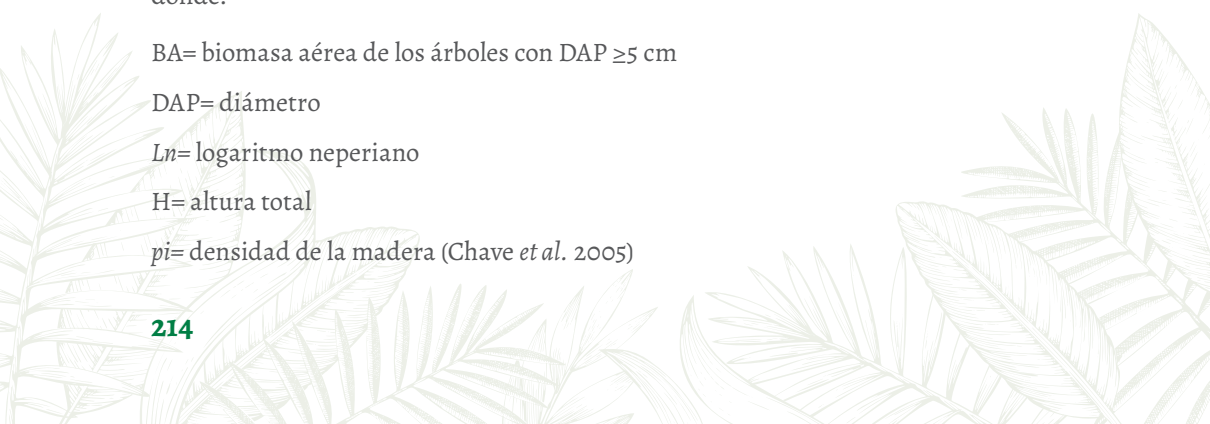 donde:
BA= biomasa aérea de los árboles con DAP ≥5 cm
DAP= diámetro
Ln= logaritmo neperiano
H= altura total
pi= densidad de la madera (Chave et al. 2005)
214